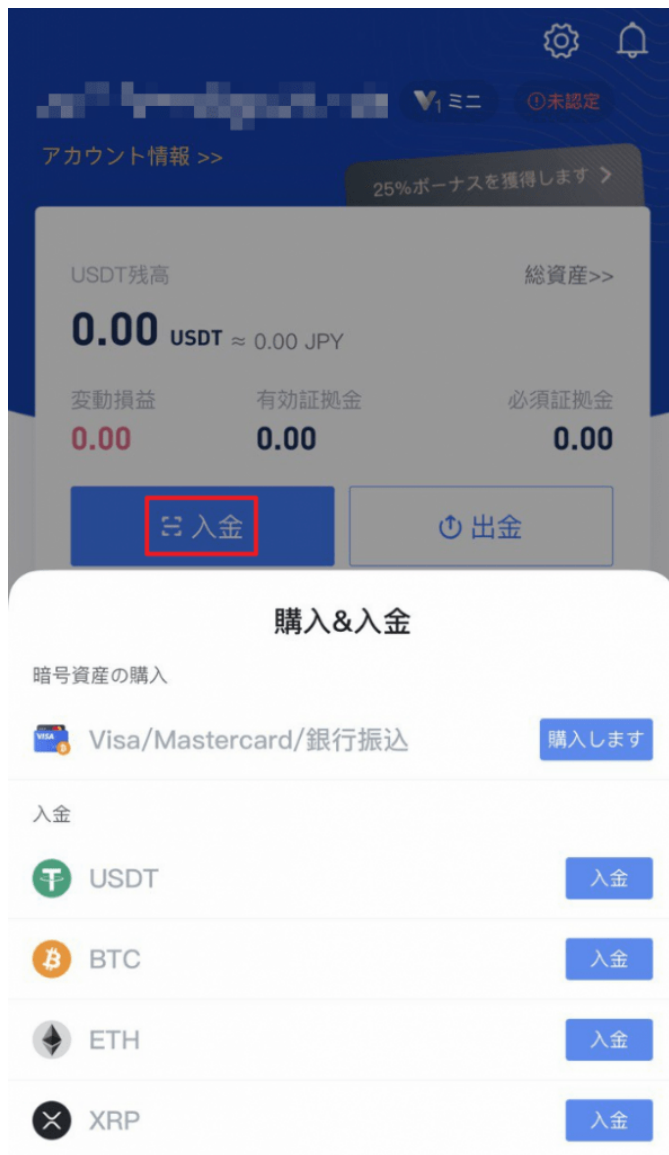 V1 ミニ
未認定
アカウント情報 >>
25%ボーナスを獲得します >
USDT残高
総資産>>
0.00 USDT ≈ 0.00 JPY
変動損益 有効証拠金 必須証拠金
0.00 0.00 0.00
入金 出金
購入&入金
暗号資産の購入
VISA
Visa/Mastercard/銀行振込 購入します
入金
USDT 入金
BTC 入金
ETH 入金
XRP 入金